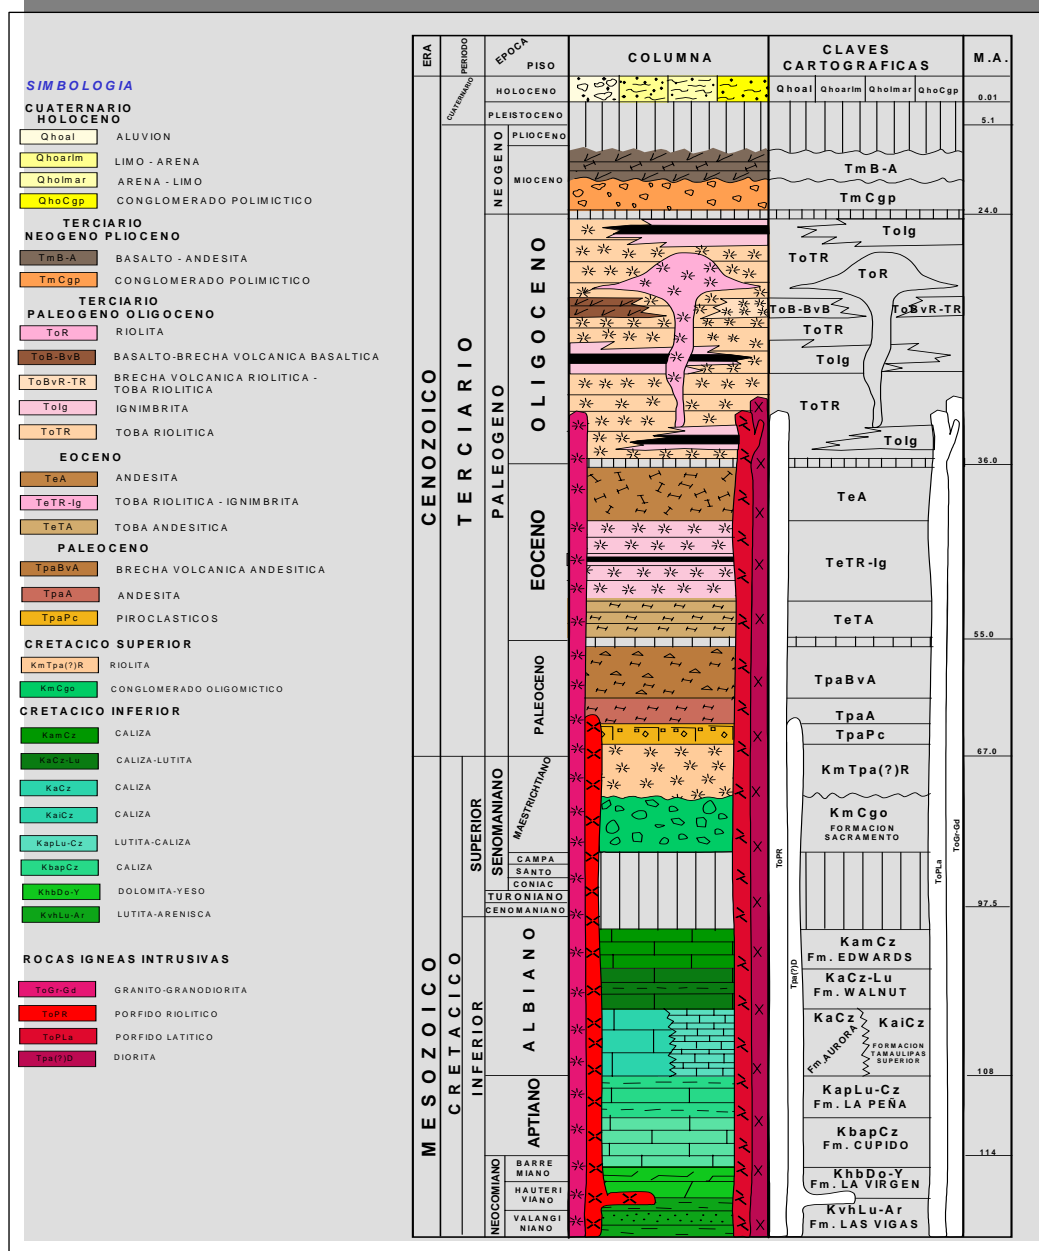 SIMBOLOGIA
CUATERNARIO
HOLOCENO
Qhoal ALUVION
Qhoarlm LIMO - ARENA
Qholmar ARENA - LIMO
QhoCgp CONGLOMERADO POLIMICTICO
TERCIARIO
NEOGENO PLIOCENO
TmB-A BASALTO - ANDESITA
TmCgp CONGLOMERADO POLIMICTICO
TERCIARIO
PALEOGENO OLIGOCENO
ToR RIOLITA
ToB-BvB BASALTO-BRECHA VOLCANICA BASALTICA
ToBvR-TR BRECHA VOLCANICA RIOLITICA -
TOBA RIOLITICA
ToIg IGNIMBRITA
ToTR TOBA RIOLITICA
EOCENO
TeA ANDESITA
TeTR-Ig TOBA RIOLITICA - IGNIMBRITA
TeTA TOBA ANDESITICA
PALEOCENO
TpaBvA BRECHA VOLCANICA ANDESITICA
TpaA ANDESITA
TpaPc PIROCLASTICOS
CRETACICO SUPERIOR
KmTpa(?)R RIOLITA
KmCgo CONGLOMERADO OLIGOMICTICO
CRETACICO INFERIOR
KamCz CALIZA
KaCz-Lu CALIZA-LUTITA
KaCz CALIZA
KaiCz CALIZA
KapLu-Cz LUTITA-CALIZA
KbapCz CALIZA
KhbDo-Y DOLOMITA-YESO
KvhLu-Ar LUTITA-ARENISCA
ROCAS IGNEAS INTRUSIVAS
ToGr-Gd GRANITO-GRANODIORITA
ToPR PORFIDO RIOLITICO
ToPLa PORFIDO LATITICO
Tpa(?)D DIORITA
ERA
PERIODO
EPOCA
PISO
COLUMNA
CLAVES
CARTOGRAFICAS
M.A.
CENOZOICO
MESOZOICO
CUATERNARIO
TERCIARIO
CRETACICO
NEOGENO
PALEOGENO
SUPERIOR
INFERIOR
SENOMANIANO
NEOCOMIANO
HOLOCENO
PLEISTOCENO
PLIOCENO
MIOCENO
OLIGOCENO
EOCENO
PALEOCENO
MAESTRICHTIANO
CAMPA
SANTO
CONIAC
TURONIANO
CENOMANIANO
ALBIANO
APTIANO
BARRE
MIANO
HAUTERI
VIANO
VALANGI
NIANO
Qhoal Qhoarlm Qholmar QhoCgp
TmB-A
TmCgp
ToIg
ToTR
ToR
ToB-BvB ToBvR-TR
ToTR
ToIg
ToTR
ToIg
TeA
TeTR-Ig
TeTA
TpaBvA
TpaA
TpaPc
KmTpa(?)R
KmCgo
FORMACION
SACRAMENTO
KamCz
Fm. EDWARDS
KaCz-Lu
Fm. WALNUT
KaCz
Fm. AURORA
KaiCz
FORMACION
TAMAULIPAS
SUPERIOR
KapLu-Cz
Fm. LA PEÑA
KbapCz
Fm. CUPIDO
KhbDo-Y
Fm. LA VIRGEN
KvhLu-Ar
Fm. LAS VIGAS
ToPR
Tpa(?)D
ToPLa
ToGr-Gd
0.01
5.1
24.0
36.0
55.0
67.0
97.5
108
114